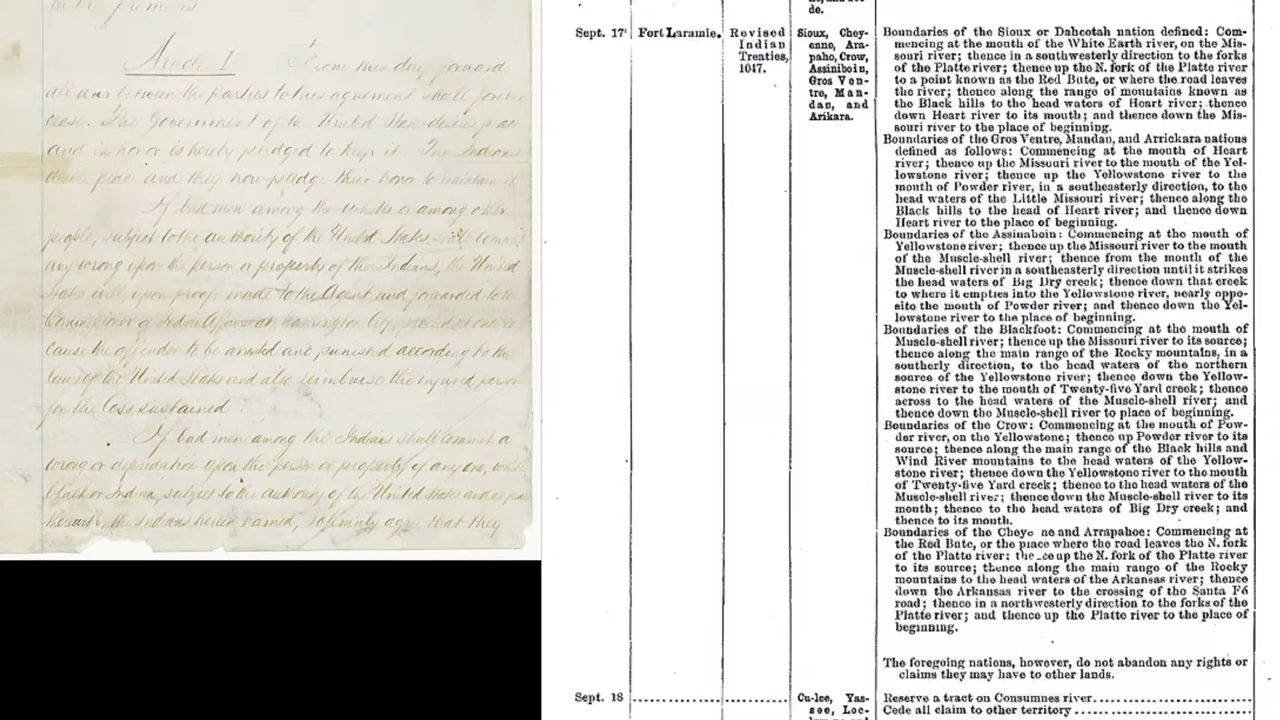 Article I From this day forward
all war between the parties to this agreement shall forever
cease. The Government of the United States desires peace
and its honor is hereby pledged to keep it. The Indians
desire peace and they now pledge their honor to maintain it
If bad men among the whites or among other
people, subject to the authority of the United States, shall commit
any wrong upon the person or property of the Indians, the United
States will, upon proof made to the Agent and forwarded to the
Commissioner of Indian Affairs at Washington City, proceed at once to
cause the offender to be arrested and punished according to the
laws of the United States and also reimburse the injured person
for the loss sustained.
If bad men among the Indians shall commit a
wrong or depredation upon the person or property of any one, white
black or Indian, subject to the authority of the United States and at peace
therewith, the Indians herein named, solemnly agree that they
de.
Sept. 17
Fort Laramie.
Revised
Indian
Treaties,
1047.
Sioux, Chey-
enne, Ara-
paho, Crow,
Assiniboin,
Gros Ven-
tre, Man-
dan, and
Arikara.
Boundaries of the Sioux or Dahcotah nation defined: Com-
mencing at the mouth of the White Earth river, on the Mis-
souri river; thence in a southwesterly direction to the forks
of the Platte river; thence up the N. fork of the Platte river
to a point known as the Red Bute, or where the road leaves
the river; thence along the range of mountains known as
the Black hills to the head waters of Heart river; thence
down Heart river to its mouth; and thence down the Mis-
souri river to the place of beginning.
Boundaries of the Gros Ventre, Mandan, and Arrickara nations
defined as follows: Commencing at the mouth of Heart
river; thence up the Missouri river to the mouth of the Yel-
lowstone river; thence up the Yellowstone river to the
mouth of Powder river, in a southeasterly direction, to the
head waters of the Little Missouri river; thence along the
Black hills to the head of Heart river; and thence down
Heart river to the place of beginning.
Boundaries of the Assinaboin: Commencing at the mouth of
Yellowstone river; thence up the Missouri river to the mouth
of the Muscle-shell river; thence from the mouth of the
Muscle-shell river in a southeasterly direction until it strikes
the head waters of Big Dry creek; thence down that creek
to where it empties into the Yellowstone river, nearly oppo-
site the mouth of Powder river; and thence down the Yel-
lowstone river to the place of beginning.
Boundaries of the Blackfoot: Commencing at the mouth of
Muscle-shell river; thence up the Missouri river to its source;
thence along the main range of the Rocky mountains, in a
southerly direction, to the head waters of the northern
source of the Yellowstone river; thence down the Yellow-
stone river to the mouth of Twenty-five Yard creek; thence
across to the head waters of the Muscle-shell river; and
thence down the Muscle-shell river to place of beginning.
Boundaries of the Crow: Commencing at the mouth of Pow-
der river, on the Yellowstone; thence up Powder river to its
source; thence along the main range of the Black hills and
Wind River mountains to the head waters of the Yellow-
stone river; thence down the Yellowstone river to the mouth
of Twenty-five Yard creek; thence to the head waters of the
Muscle-shell river; thence down the Muscle-shell river to its
mouth; thence to the head waters of Big Dry creek; and
thence to its mouth.
Boundaries of the Cheye ne and Arrapahoe: Commencing at
the Red Bute, or the place where the road leaves the N. fork
of the Platte river; the ce up the N. fork of the Platte river
to its source; thence along the main range of the Rocky
mountains to the head waters of the Arkansas river; thence
down the Arkansas river to the crossing of the Santa Fé
road; thence in a northwesterly direction to the forks of the
Platte river; and thence up the Platte river to the place of
beginning.
The foregoing nations, however, do not abandon any rights or
claims they may have to other lands.
Sept. 18
Cu-lee, Yas-
see, Loc-
Reserve a tract on Consumnes river
Cede all claim to other territory